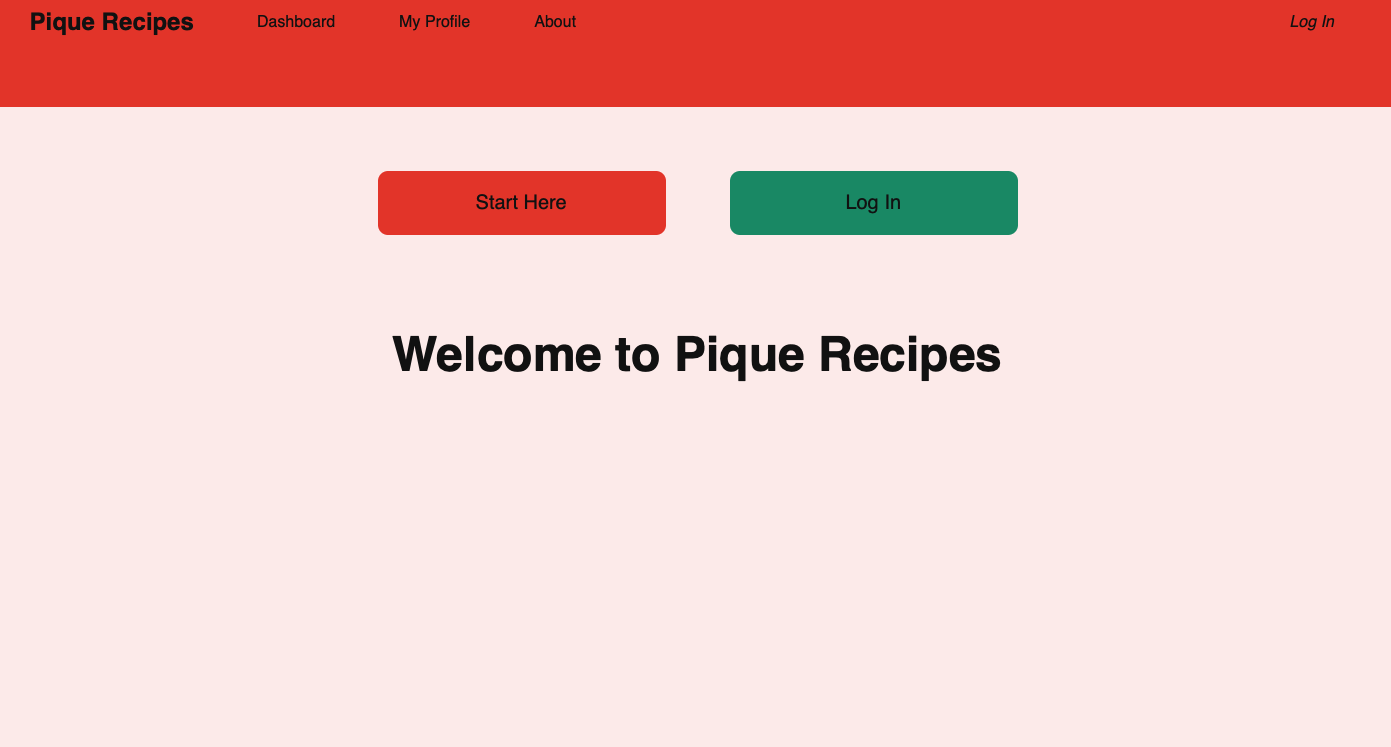 Pique Recipes Dashboard My Profile About Log In
Start Here Log In
Welcome to Pique Recipes